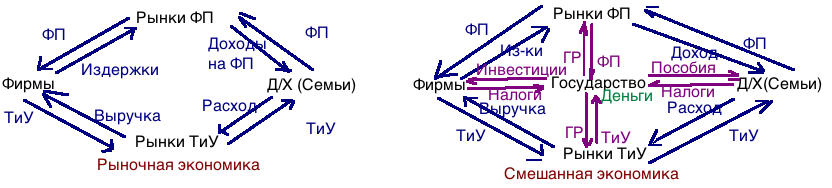 Рынки ФП
ФП
ФП
Доходы
на ФП
Издержки
Фирмы
Д/Х (Семьи)
Расход
ТиУ
Выручка
ТиУ
Рынки ТиУ
Рыночная экономика
Рынки ФП
ФП
ФП
Из-ки
ГР
ФП
Доход
Инвестиции
Пособия
Фирмы
Государство
Д/Х(Семьи)
Налоги
Деньги
Налоги
Выручка
Расход
ТиУ
ГР
ТиУ
ТиУ
Рынки ТиУ
Смешанная экономика